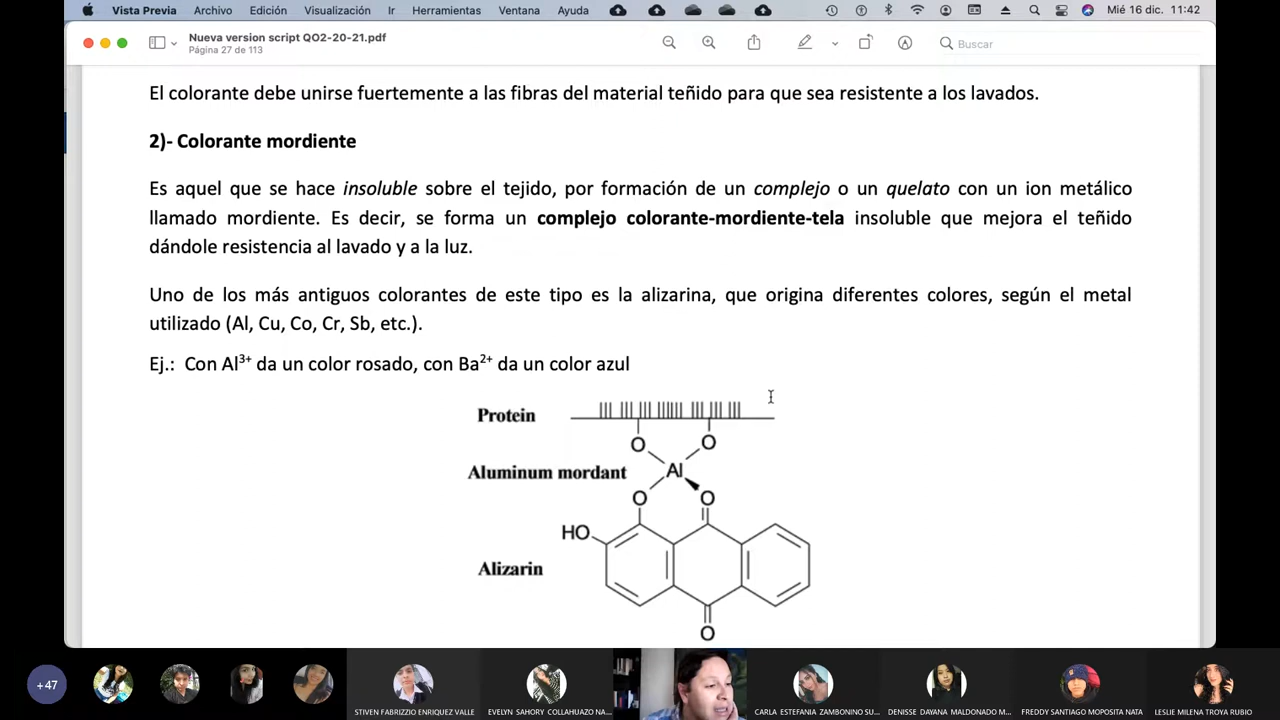 Vista Previa Archivo Edición Visualización Ir Herramientas Ventana Ayuda Mié 16 dic. 11:42
Nueva version script QO2-20-21.pdf
Página 27 de 113
Buscar
El colorante debe unirse fuertemente a las fibras del material teñido para que sea resistente a los lavados.
2)- Colorante mordiente
Es aquel que se hace insoluble sobre el tejido, por formación de un complejo o un quelato con un ion metálico
llamado mordiente. Es decir, se forma un complejo colorante-mordiente-tela insoluble que mejora el teñido
dándole resistencia al lavado y a la luz.
Uno de los más antiguos colorantes de este tipo es la alizarina, que origina diferentes colores, según el metal
utilizado (Al, Cu, Co, Cr, Sb, etc.).
Ej.: Con Al³⁺ da un color rosado, con Ba²⁺ da un color azul
Protein
O O
Aluminum mordant Al
O O
HO
Alizarin
O
+47
STIVEN FABRIZZIO ENRIQUEZ VALLE EVELYN SAHORY COLLAHUAZO NA... CARLA ESTEFANIA ZAMBONINO SU... DENISSE DAYANA MALDONADO M... FREDDY SANTIAGO MOPOSITA NATA LESLIE MILENA TROYA RUBIO